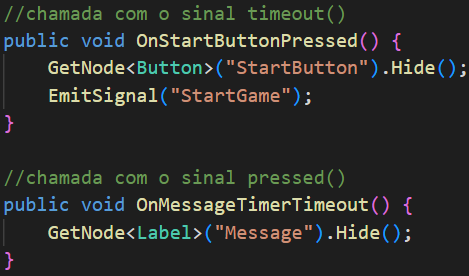 //chamada com o sinal timeout()
public void OnStartButtonPressed() {
GetNode<Button>("StartButton").Hide();
EmitSignal("StartGame");
}
//chamada com o sinal pressed()
public void OnMessageTimerTimeout() {
GetNode<Label>("Message").Hide();
}